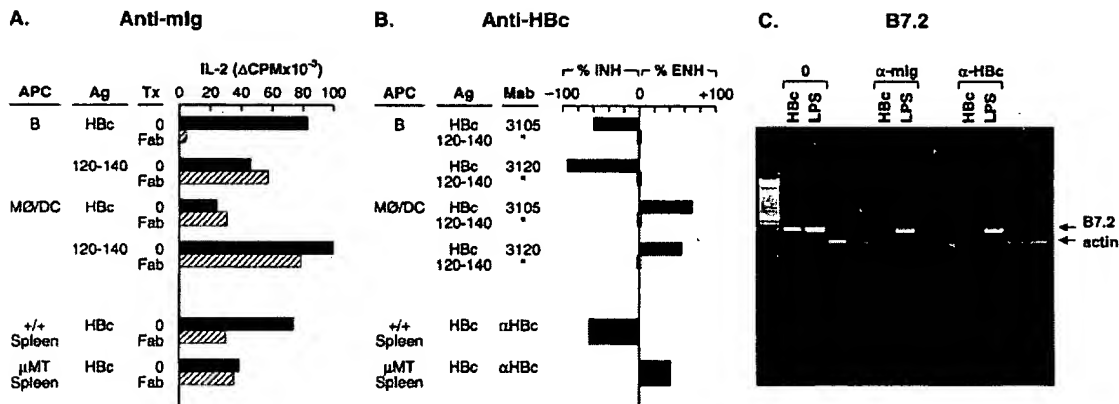 A. Anti-mIg
IL-2 (ΔCPMx10⁻³)
APC Ag Tx 0 20 40 60 80 100
B HBc 0
Fab
120-140 0
Fab
MØ/DC HBc 0
Fab
120-140 0
Fab
+/+ HBc 0
Spleen Fab
μMT HBc 0
Spleen Fab
B. Anti-HBc
% INH % ENH
APC Ag Mab -100 0 +100
B HBc 3105
120-140 "
HBc 3120
120-140 "
MØ/DC HBc 3105
120-140 "
HBc 3120
120-140 "
+/+ HBc αHBc
Spleen
μMT HBc αHBc
Spleen
C. B7.2
0 α-mIg α-HBc
HBc LPS HBc LPS HBc LPS
B7.2
actin